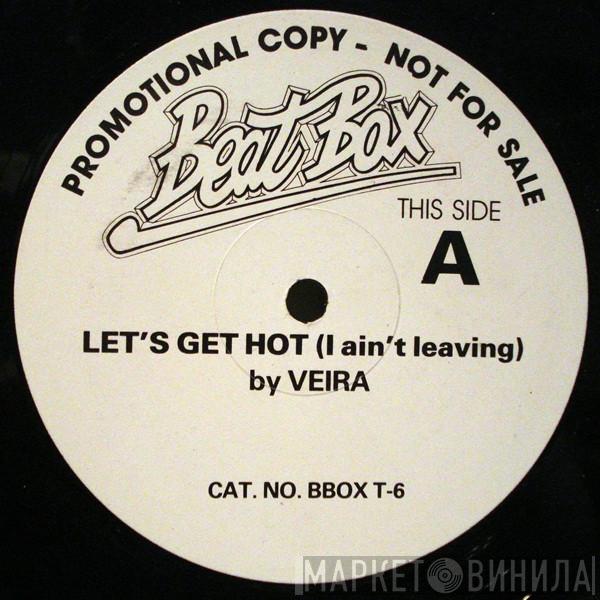 PROMOTIONAL COPY - NOT FOR SALE
Beat Box
THIS SIDE
A
LET'S GET HOT (I ain't leaving)
by VEIRA
CAT. NO. BBOX T-6
МАРКЕТ ВИНИЛА